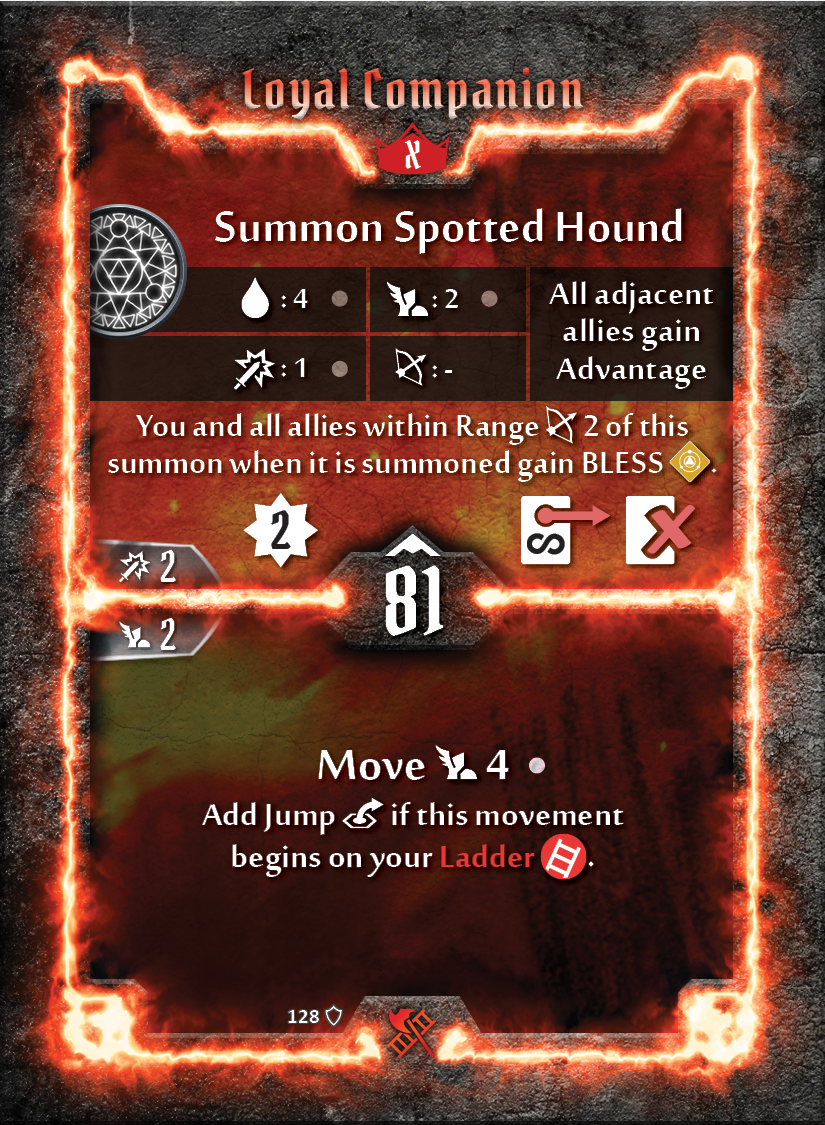 Loyal Companion
X
Summon Spotted Hound
: 4
: 2
: 1
: -
All adjacent
allies gain
Advantage
You and all allies within Range 2 of this
summon when it is summoned gain BLESS .
2
S
2
81
2
Move 4
Add Jump if this movement
begins on your Ladder .
128